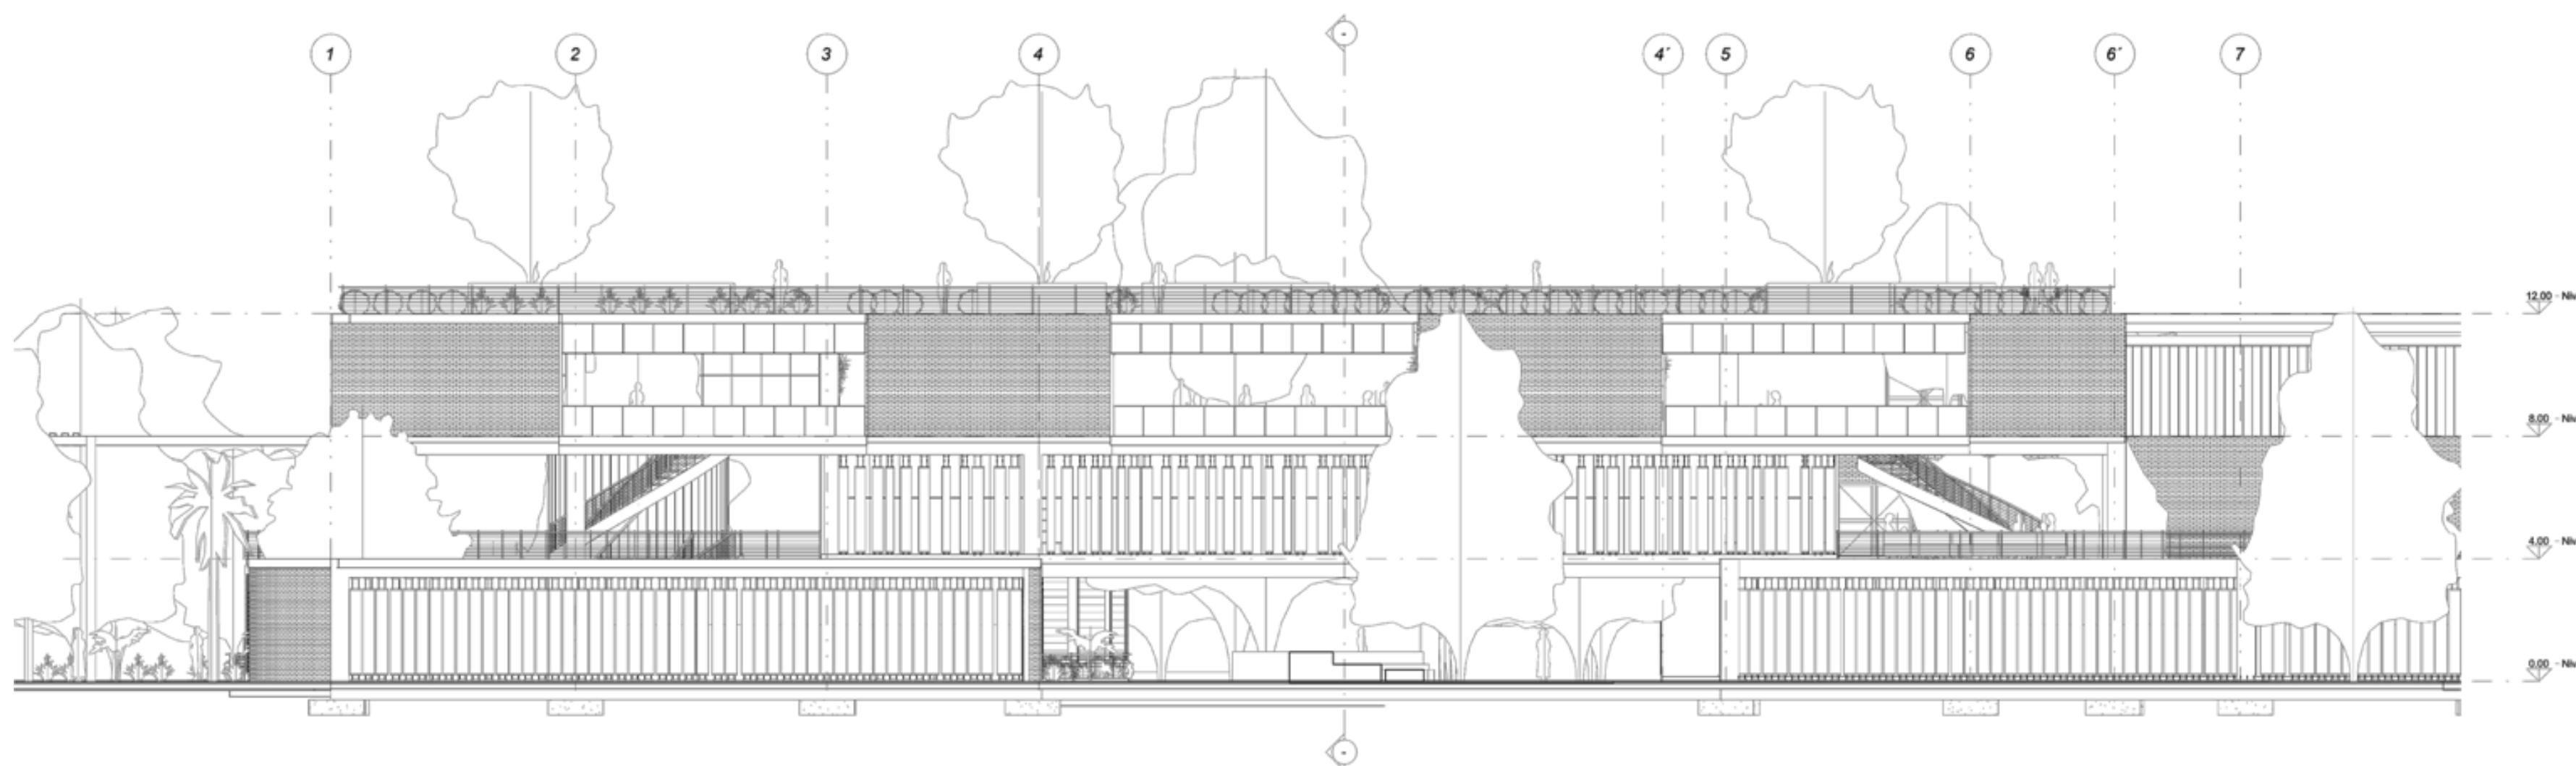 1 2 3 4 - 4´ 5 6 6´ 7
12.00 - Niv
8.00 - Niv
4.00 - Niv
0.00 - Niv
-